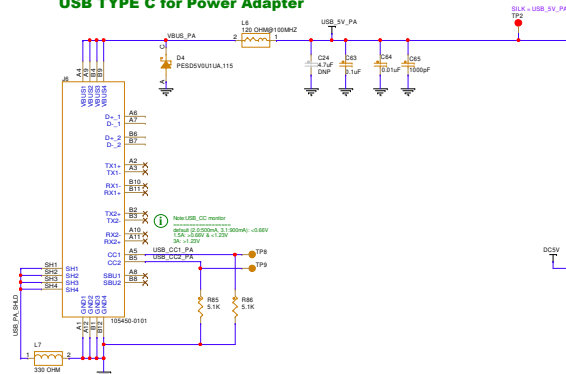 USB TYPE C for Power Adapter
SILK = USB_5V_PA
TP2
L6
120 OHM@100MHZ
VBUS_PA
2
1
USB_5V_PA
D4
PESD5V0U1UA,115
C
A
C24
4.7uF
DNP
C63
0.1uF
C64
0.01uF
C65
1000pF
J6
A4
A9
B4
B9
VBUS1
VBUS2
VBUS3
VBUS4
D+_1
A6
D-_1
A7
D+_2
B6
D-_2
B7
TX1+
A2
TX1-
A3
RX1-
B10
RX1+
B11
TX2+
B2
TX2-
B3
RX2-
A10
RX2+
A11
CC1
A5
USB_CC1_PA
TP8
CC2
B5
USB_CC2_PA
TP9
SBU1
A8
SBU2
B8
Note:USB_CC monitor
default (2.0:500mA, 3.1:900mA): <0.66V
1.5A: >0.66V & <1.23V
3A: >1.23V
DC5V
SH1
SH1
SH2
SH2
SH3
SH3
SH4
SH4
GND1
GND2
GND3
GND4
A1
A12
B1
B12
105450-0101
R85
5.1K
R86
5.1K
USB_PA_SHLD
L7
1
2
330 OHM